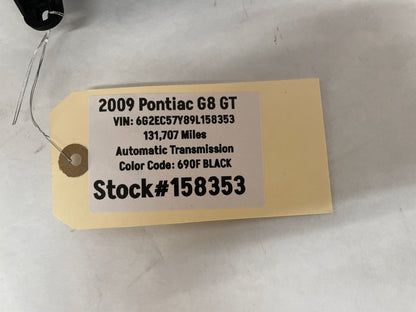 2009 Pontiac G8 GT
VIN: 6G2EC57Y89L158353
131,707 Miles
Automatic Transmission
Color Code: 690F BLACK
Stock#158353